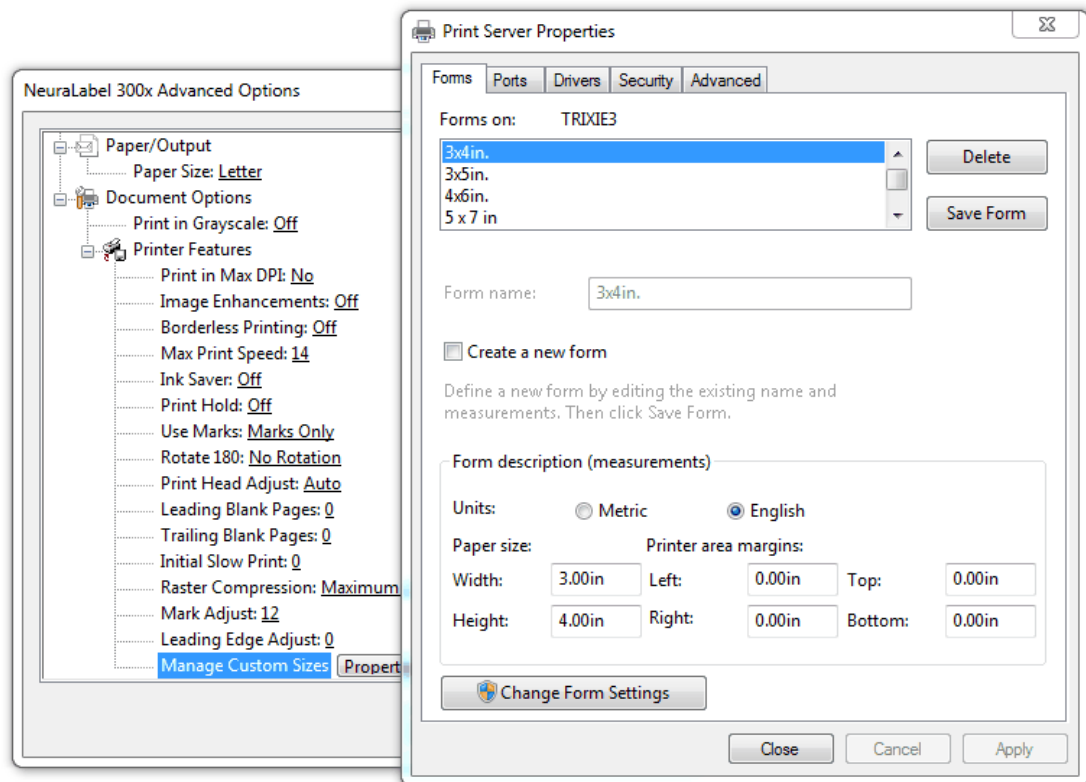 NeuraLabel 300x Advanced Options
Paper/Output
Paper Size: Letter
Document Options
Print in Grayscale: Off
Printer Features
Print in Max DPI: No
Image Enhancements: Off
Borderless Printing: Off
Max Print Speed: 14
Ink Saver: Off
Print Hold: Off
Use Marks: Marks Only
Rotate 180: No Rotation
Print Head Adjust: Auto
Leading Blank Pages: 0
Trailing Blank Pages: 0
Initial Slow Print: 0
Raster Compression: Maximum
Mark Adjust: 12
Leading Edge Adjust: 0
Manage Custom Sizes Propert
Print Server Properties
Forms Ports Drivers Security Advanced
Forms on: TRIXIE3
3x4in.
3x5in.
4x6in.
5 x 7 in
Delete
Save Form
Form name: 3x4in.
Create a new form
Define a new form by editing the existing name and
measurements. Then click Save Form.
Form description (measurements)
Units: Metric English
Paper size: Printer area margins:
Width: 3.00in Left: 0.00in Top: 0.00in
Height: 4.00in Right: 0.00in Bottom: 0.00in
Change Form Settings
Close Cancel Apply